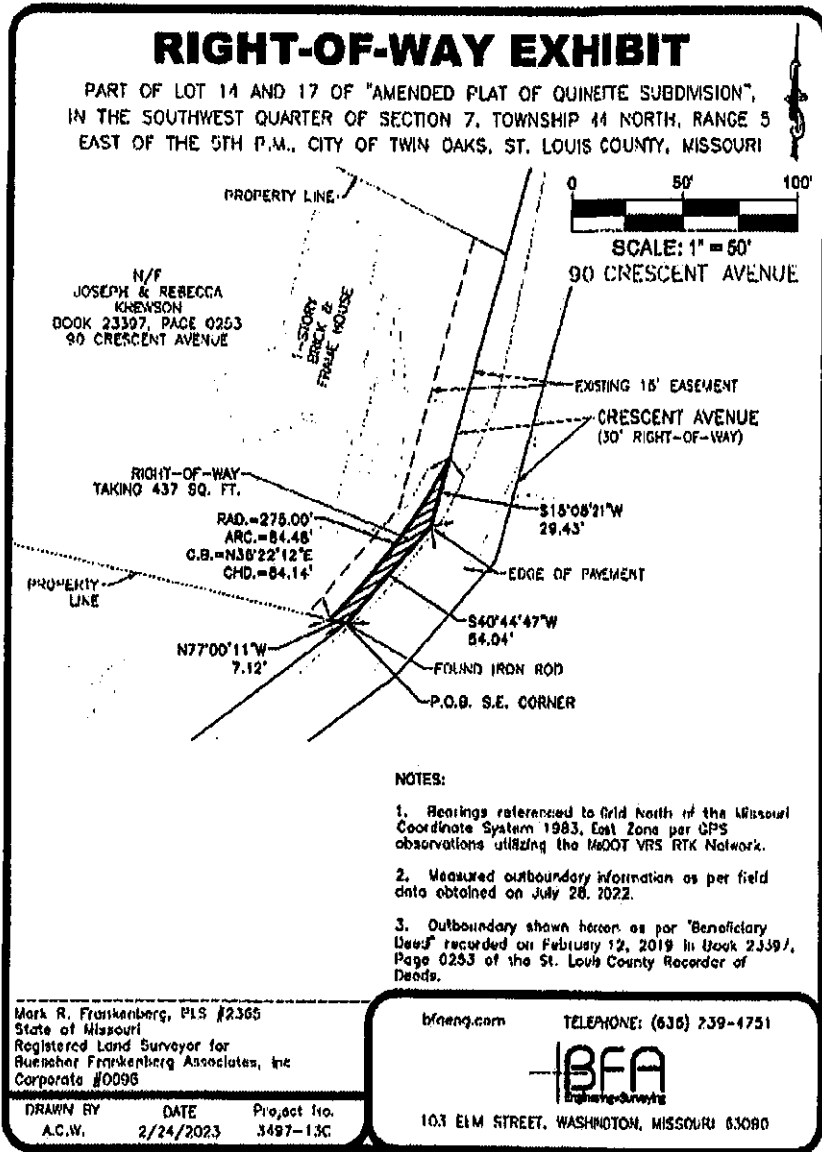 RIGHT-OF-WAY EXHIBIT
PART OF LOT 14 AND 17 OF "AMENDED PLAT OF QUINETTE SUBDIVISION",
IN THE SOUTHWEST QUARTER OF SECTION 7, TOWNSHIP 44 NORTH, RANGE 5
EAST OF THE 5TH P.M., CITY OF TWIN OAKS, ST. LOUIS COUNTY, MISSOURI
PROPERTY LINE
0 50' 100'
SCALE: 1" = 50'
90 CRESCENT AVENUE
N/F
JOSEPH & REBECCA
KREWSON
BOOK 23397, PAGE 0253
90 CRESCENT AVENUE
1-STORY
BRICK &
FRAME HOUSE
EXISTING 15' EASEMENT
CRESCENT AVENUE
(30' RIGHT-OF-WAY)
RIGHT-OF-WAY
TAKING 437 SQ. FT.
RAD.=275.00'
ARC.=84.48'
C.B.=N36°22'12"E
CHD.=84.14'
S15°08'21"W
29.43'
EDGE OF PAVEMENT
PROPERTY
LINE
S40°44'47"W
54.04'
N77°00'11"W
7.12'
FOUND IRON ROD
P.O.B. S.E. CORNER
NOTES:
1. Bearings referenced to Grid North of the Missouri
Coordinate System 1983, East Zone per GPS
observations utilizing the MoDOT VRS RTK Network.
2. Measured outboundary information as per field
data obtained on July 28, 2022.
3. Outboundary shown hereon as per "Beneficiary
Deed" recorded on February 12, 2019 in Book 23397,
Page 0253 of the St. Louis County Recorder of
Deeds.
Mark R. Frankenberg, PLS #2365
State of Missouri
Registered Land Surveyor for
Buescher Frankenberg Associates, Inc
Corporate #0096
DRAWN BY DATE Project No.
A.C.W. 2/24/2023 3497-13C
bfaeng.com TELEPHONE: (636) 239-4751
BFA
Engineering•Surveying
103 ELM STREET, WASHINGTON, MISSOURI 63090